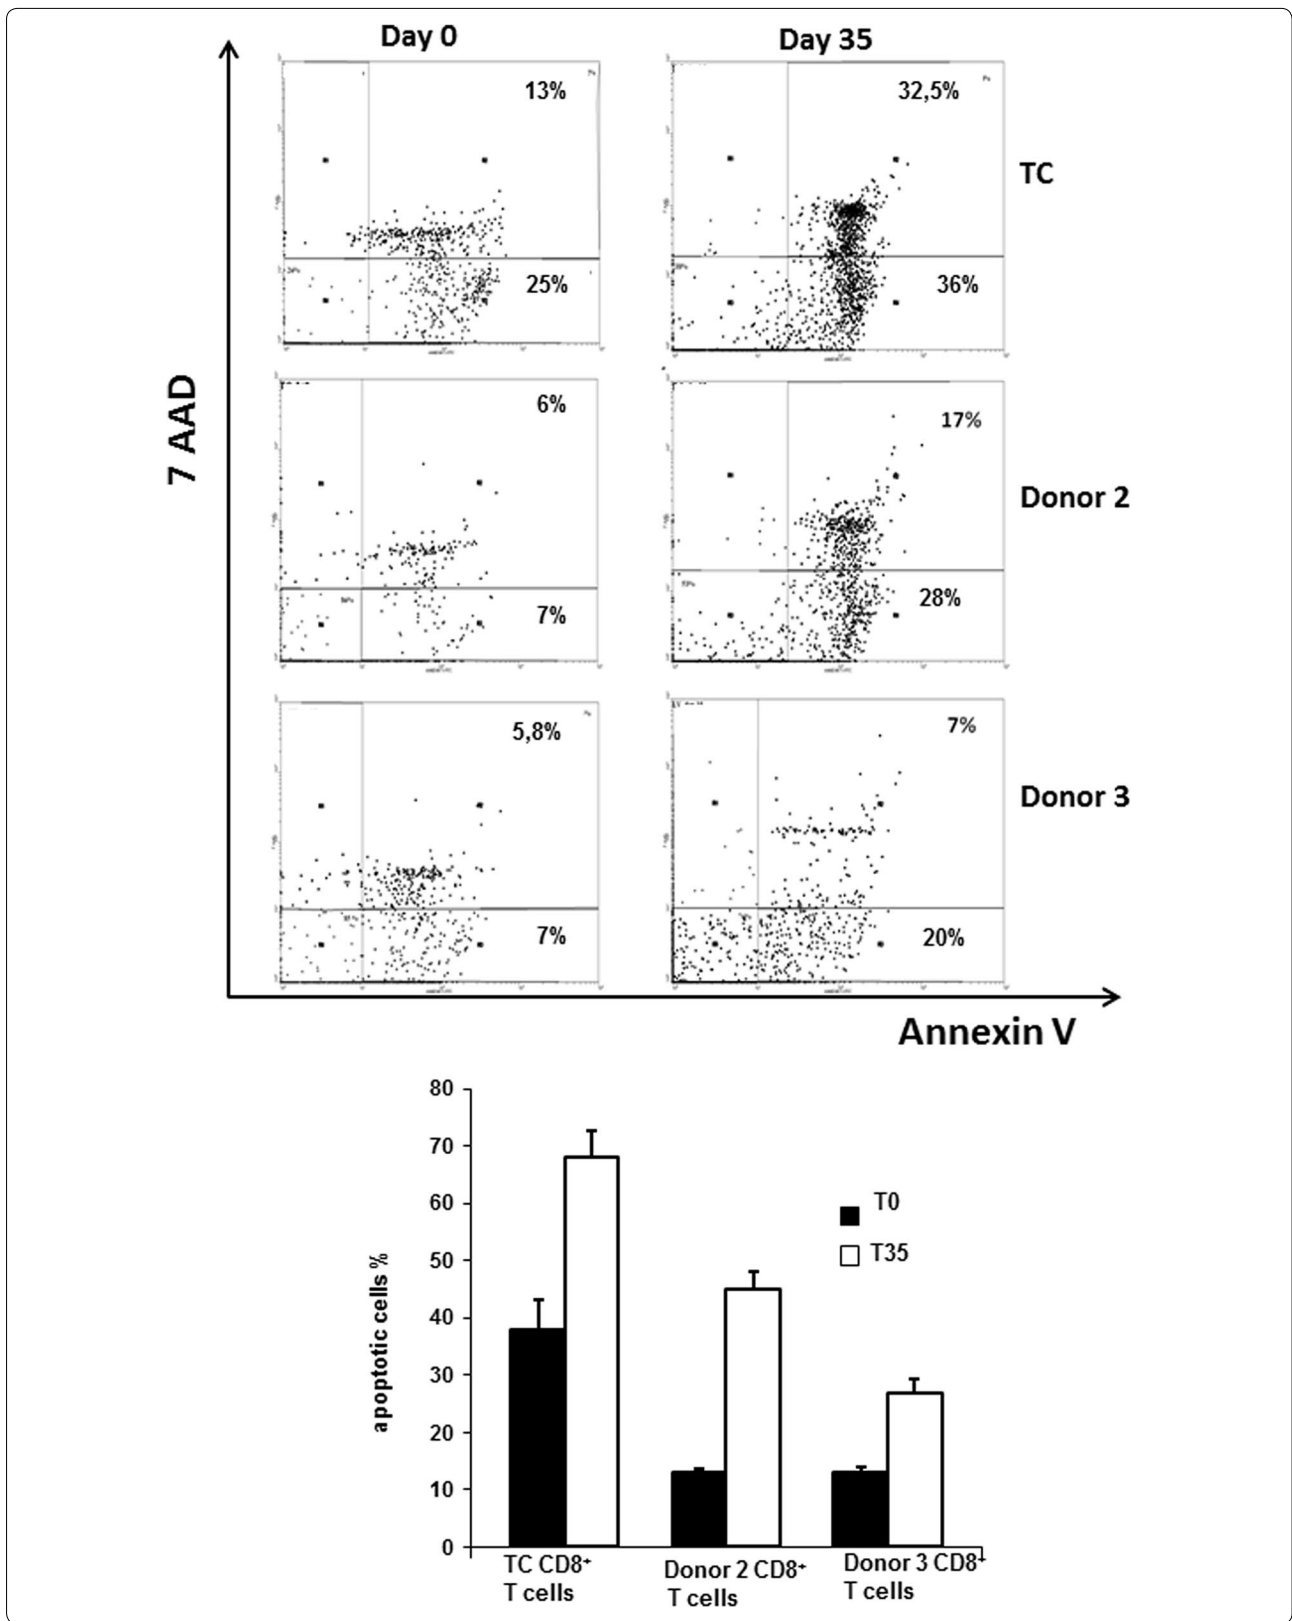 Day 0
Day 35
13%
32,5%
TC
25%
36%
7 AAD
6%
17%
Donor 2
7%
28%
5,8%
7%
Donor 3
7%
20%
Annexin V
80
70
60
50
40
30
20
10
0
apoptotic cells %
T0
T35
TC CD8⁺
T cells
Donor 2 CD8⁺
T cells
Donor 3 CD8⁺
T cells